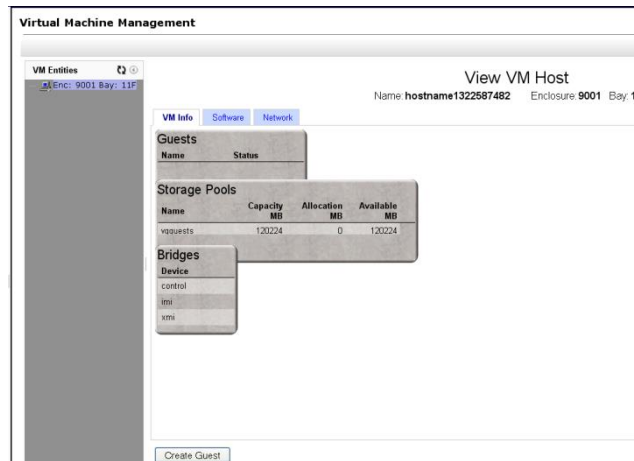 Virtual Machine Management
VM Entities
Enc: 9001 Bay: 11F
View VM Host
Name: hostname1322587482 Enclosure: 9001 Bay: 1
VM Info Software Network
Guests
Name Status
Storage Pools
Name Capacity MB Allocation MB Available MB
vgguests 120224 0 120224
Bridges
Device
control
imi
xmi
Create Guest